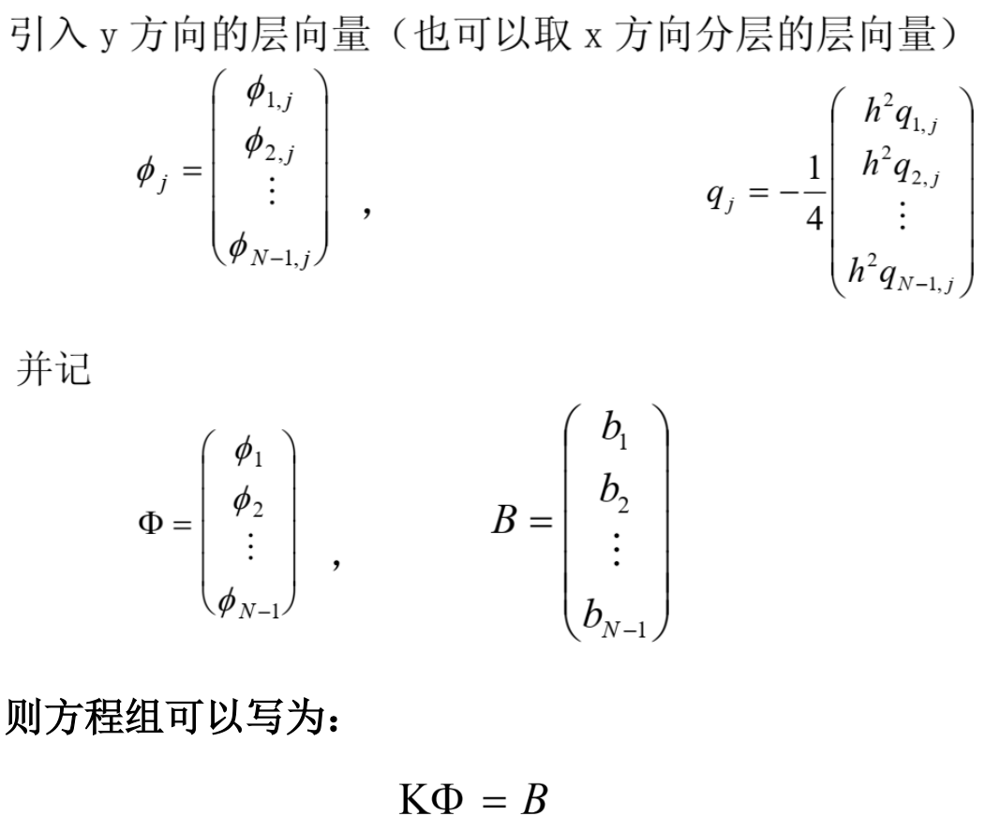 引入 y 方向的层向量（也可以取 x 方向分层的层向量）
$\phi_j = \begin{pmatrix} \phi_{1,j} \\ \phi_{2,j} \\ \vdots \\ \phi_{N-1,j} \end{pmatrix}$ ， $q_j = -\frac{1}{4} \begin{pmatrix} h^2 q_{1,j} \\ h^2 q_{2,j} \\ \vdots \\ h^2 q_{N-1,j} \end{pmatrix}$
并记
$\Phi = \begin{pmatrix} \phi_1 \\ \phi_2 \\ \vdots \\ \phi_{N-1} \end{pmatrix}$ ， $B = \begin{pmatrix} b_1 \\ b_2 \\ \vdots \\ b_{N-1} \end{pmatrix}$
则方程组可以写为：
$\mathrm{K}\Phi = B$